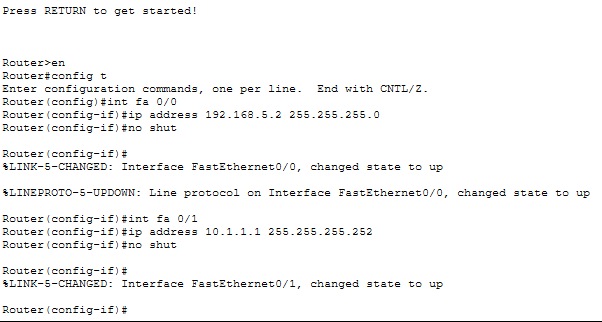 Press RETURN to get started!
Router>en
Router#config t
Enter configuration commands, one per line.  End with CNTL/Z.
Router(config)#int fa 0/0
Router(config-if)#ip address 192.168.5.2 255.255.255.0
Router(config-if)#no shut
Router(config-if)#
%LINK-5-CHANGED: Interface FastEthernet0/0, changed state to up
%LINEPROTO-5-UPDOWN: Line protocol on Interface FastEthernet0/0, changed state to up
Router(config-if)#int fa 0/1
Router(config-if)#ip address 10.1.1.1 255.255.255.252
Router(config-if)#no shut
Router(config-if)#
%LINK-5-CHANGED: Interface FastEthernet0/1, changed state to up
Router(config-if)#